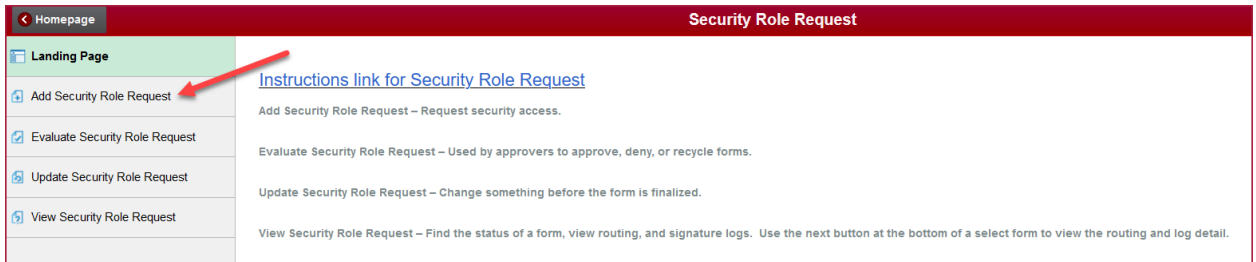 Homepage
Security Role Request
Landing Page
Add Security Role Request
Evaluate Security Role Request
Update Security Role Request
View Security Role Request
Instructions link for Security Role Request
Add Security Role Request – Request security access.
Evaluate Security Role Request – Used by approvers to approve, deny, or recycle forms.
Update Security Role Request – Change something before the form is finalized.
View Security Role Request – Find the status of a form, view routing, and signature logs.  Use the next button at the bottom of a select form to view the routing and log detail.